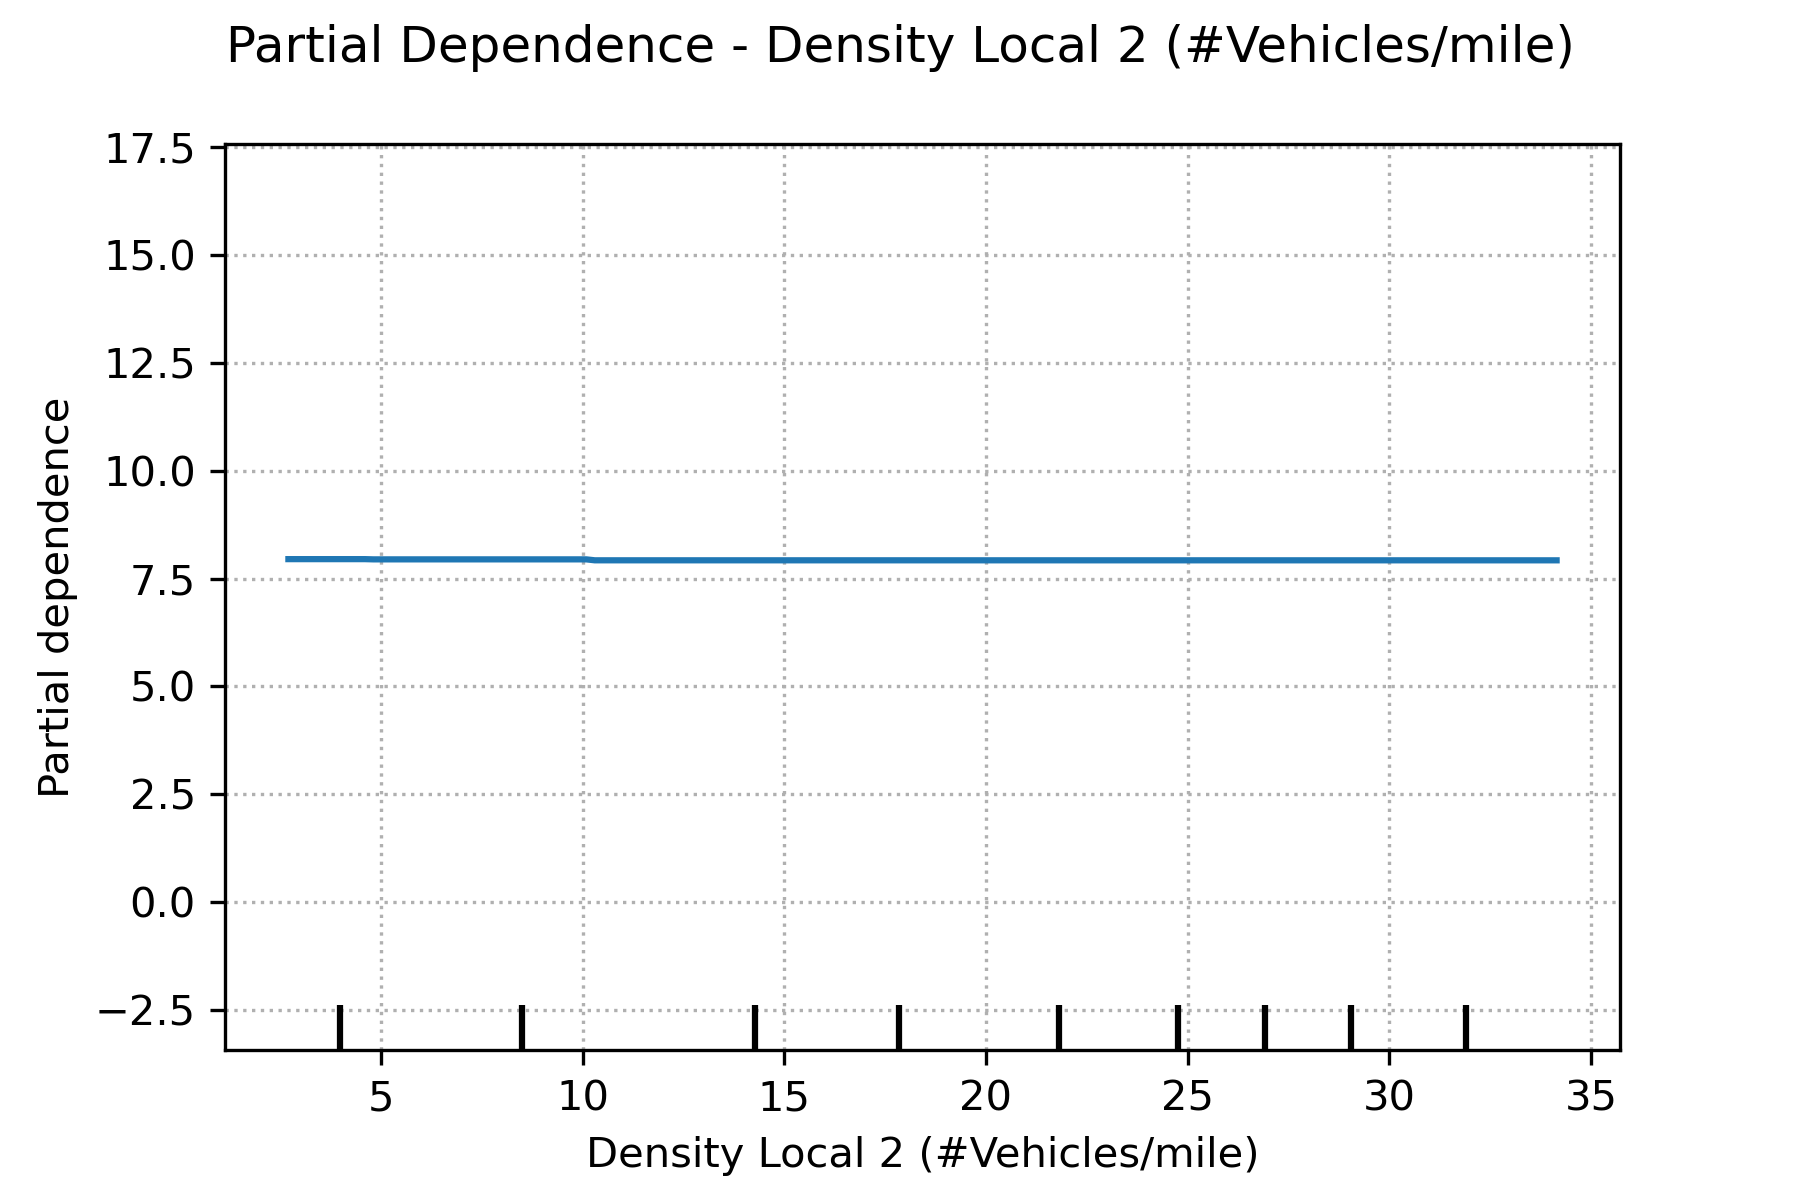 Partial Dependence - Density Local 2 (#Vehicles/mile)
17.5
15.0
12.5
10.0
7.5
5.0
2.5
0.0
−2.5
Partial dependence
5 10 15 20 25 30 35
Density Local 2 (#Vehicles/mile)